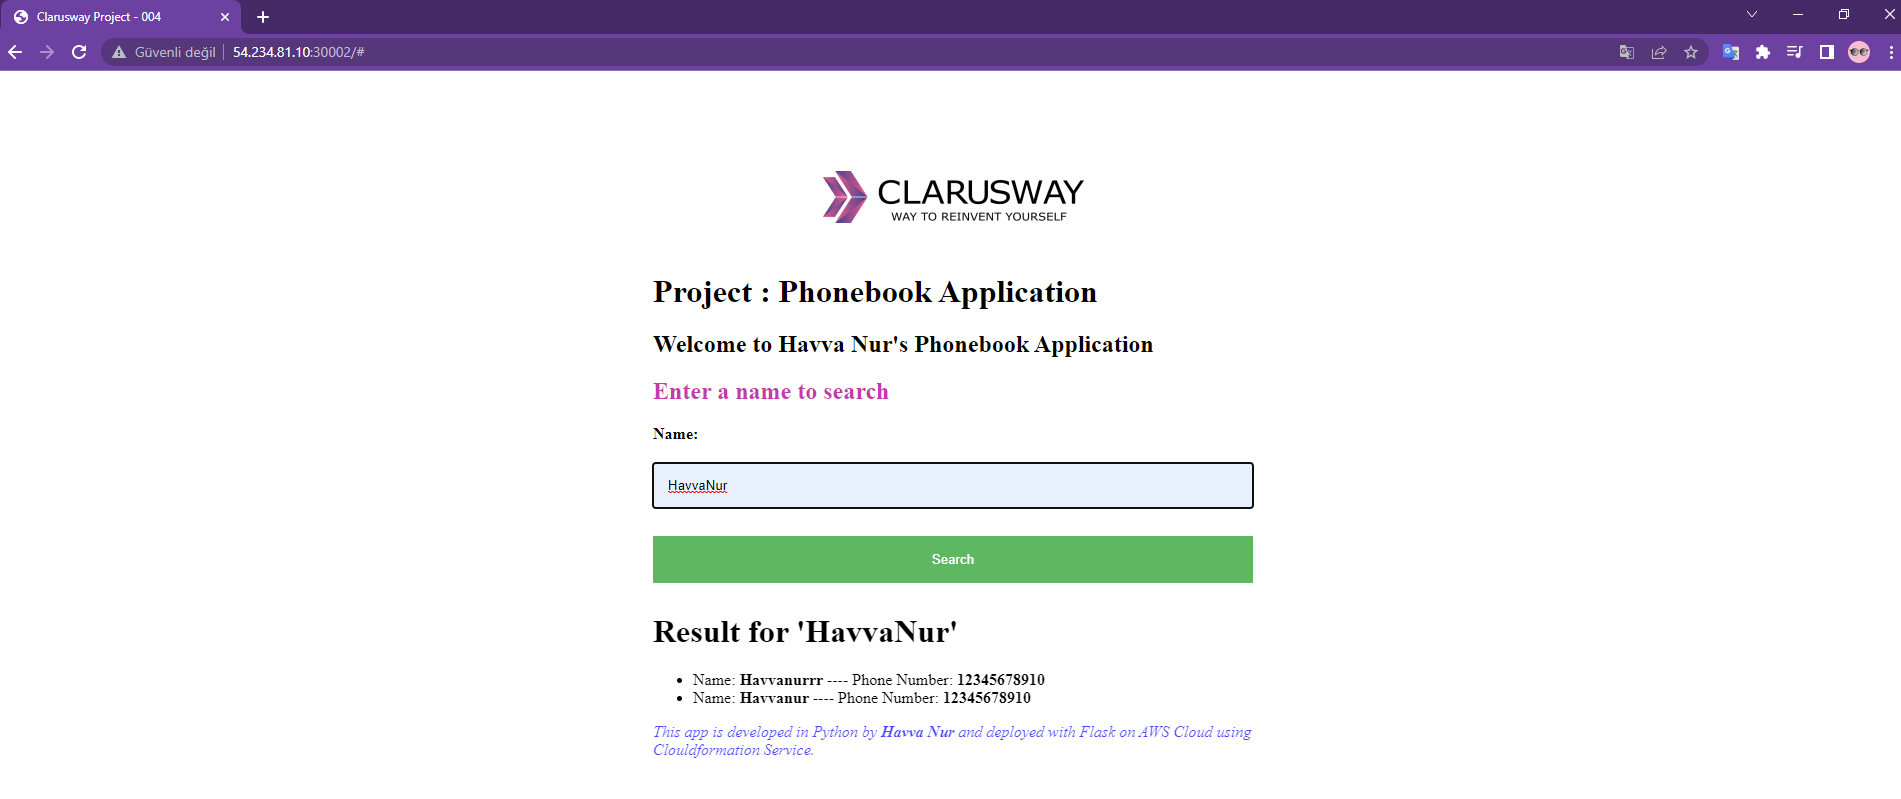 Clarusway Project - 004
Güvenli değil 54.234.81.10:30002/#
CLARUSWAY
WAY TO REINVENT YOURSELF
Project : Phonebook Application
Welcome to Havva Nur's Phonebook Application
Enter a name to search
Name:
HavvaNur
Search
Result for 'HavvaNur'
Name: Havvanurrr ---- Phone Number: 12345678910
Name: Havvanur ---- Phone Number: 12345678910
This app is developed in Python by Havva Nur and deployed with Flask on AWS Cloud using
Clouldformation Service.